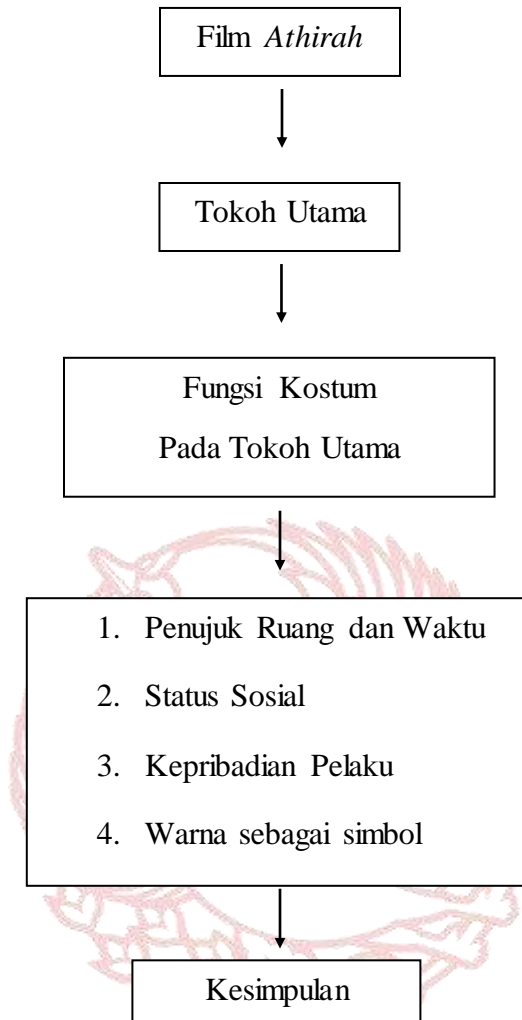 Film Athirah
Tokoh Utama
Fungsi Kostum
Pada Tokoh Utama
1. Penujuk Ruang dan Waktu
2. Status Sosial
3. Kepribadian Pelaku
4. Warna sebagai simbol
Kesimpulan